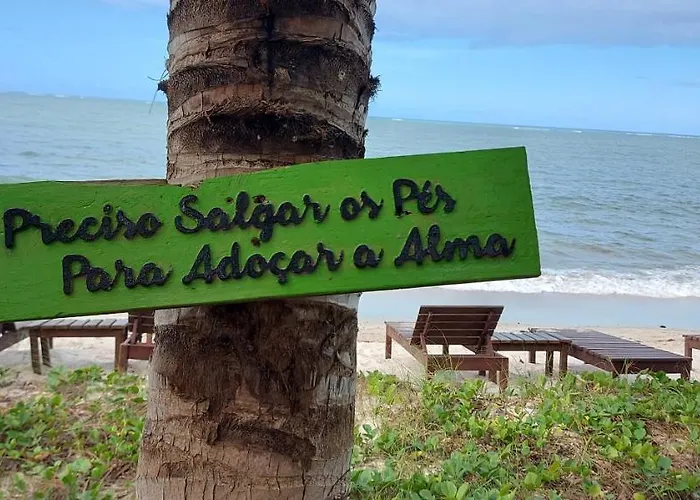 Preciso Salgar os Pés
Para Adoçar a Alma